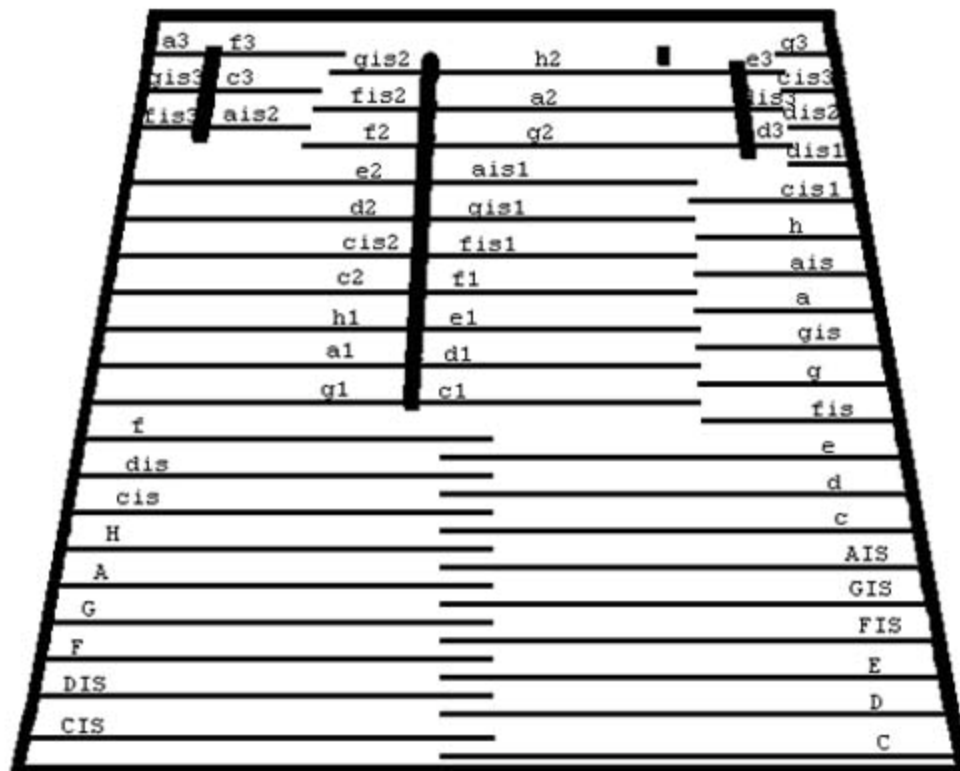 a3 f3 g3
gis2 h2 e3
gis3 c3 cis3
fis2 a2 dis3
fis3 ais2 dis2
f2 g2 d3
dis1
e2 ais1
cis1
d2 gis1
h
cis2 fis1
ais
c2 f1
a
h1 e1
gis
a1 d1
g
g1 c1
fis
f
e
dis
d
cis
c
H
AIS
A
GIS
G
FIS
F
E
DIS
D
CIS
C